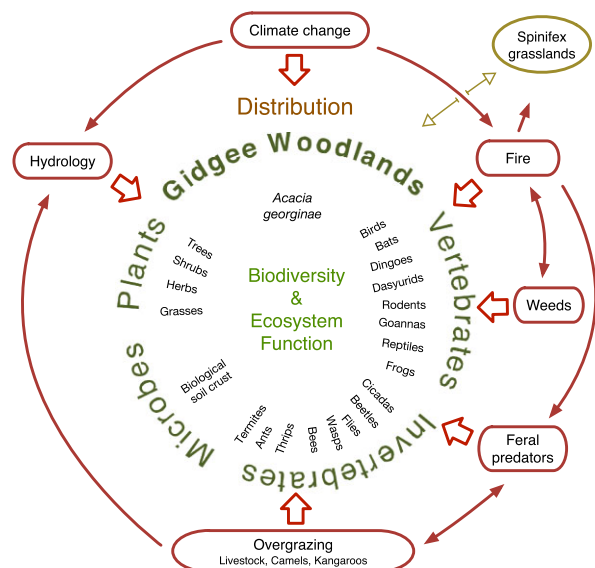 Climate change
Spinifex
grasslands
Distribution
Hydrology
Fire
Gidgee Woodlands
Acacia
georginae
Plants
Trees
Shrubs
Herbs
Grasses
Vertebrates
Birds
Bats
Dingoes
Dasyurids
Rodents
Goannas
Reptiles
Frogs
Biodiversity
&
Ecosystem
Function
Weeds
Microbes
Biological
soil crust
Invertebrates
Termites
Ants
Thrips
Bees
Wasps
Flies
Beetles
Cicadas
Feral
predators
Overgrazing
Livestock, Camels, Kangaroos